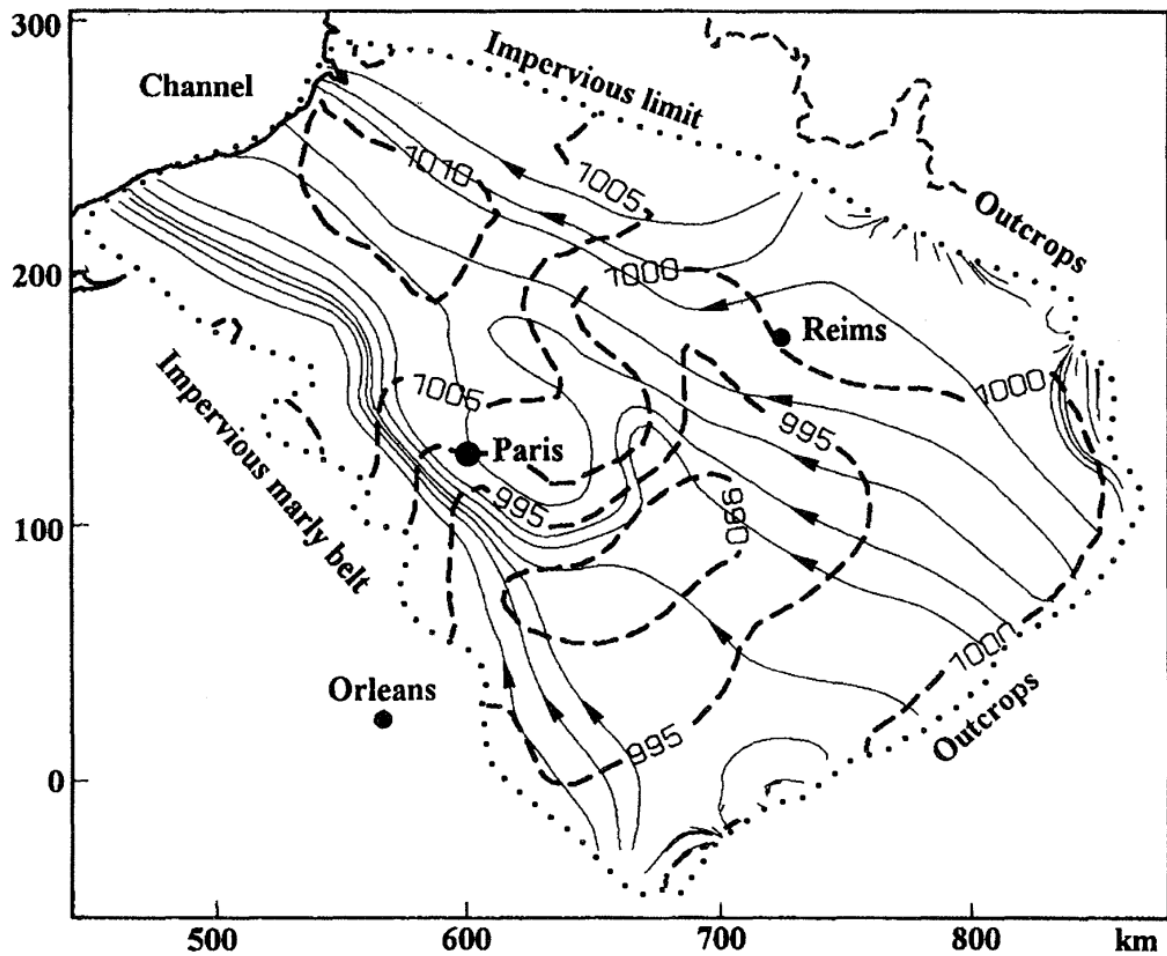 300
Channel
Impervious limit
1010
1005
Outcrops
200
1000
Reims
Impervious marly belt
1005
1000
995
Paris
995
990
100
1000
Orleans
995
Outcrops
0
500
600
700
800
km